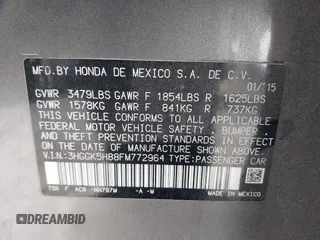 MFD.BY HONDA DE MEXICO S.A. DE C.V.
01/15
GVWR 3479LBS GAWR F 1854LBS R 1625LBS
GVWR 1578KG GAWR F 841KG R 737KG
THIS VEHICLE CONFORMS TO ALL APPLICABLE
FEDERAL MOTOR VEHICLE SAFETY, BUMPER, AND
THEFT PREVENTION STANDARDS IN EFFECT ON THE
DATE OF MANUFACTURE SHOWN ABOVE.
V.I.N:3HGGK5H88FM772964 TYPE:PASSENGER CAR
F AC8 NH797M -A -M
MADE IN MEXICO